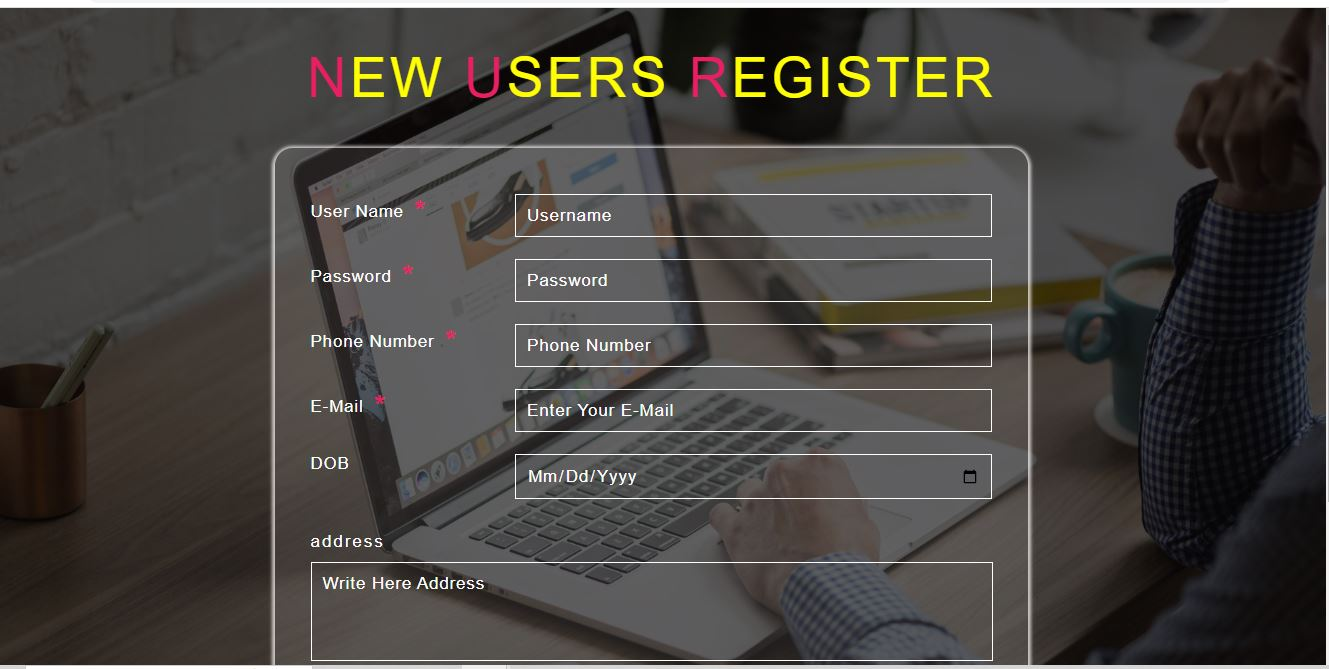 NEW USERS REGISTER
User Name *
Username
Password *
Password
Phone Number *
Phone Number
E-Mail *
Enter Your E-Mail
DOB
Mm/Dd/Yyyy
address
Write Here Address